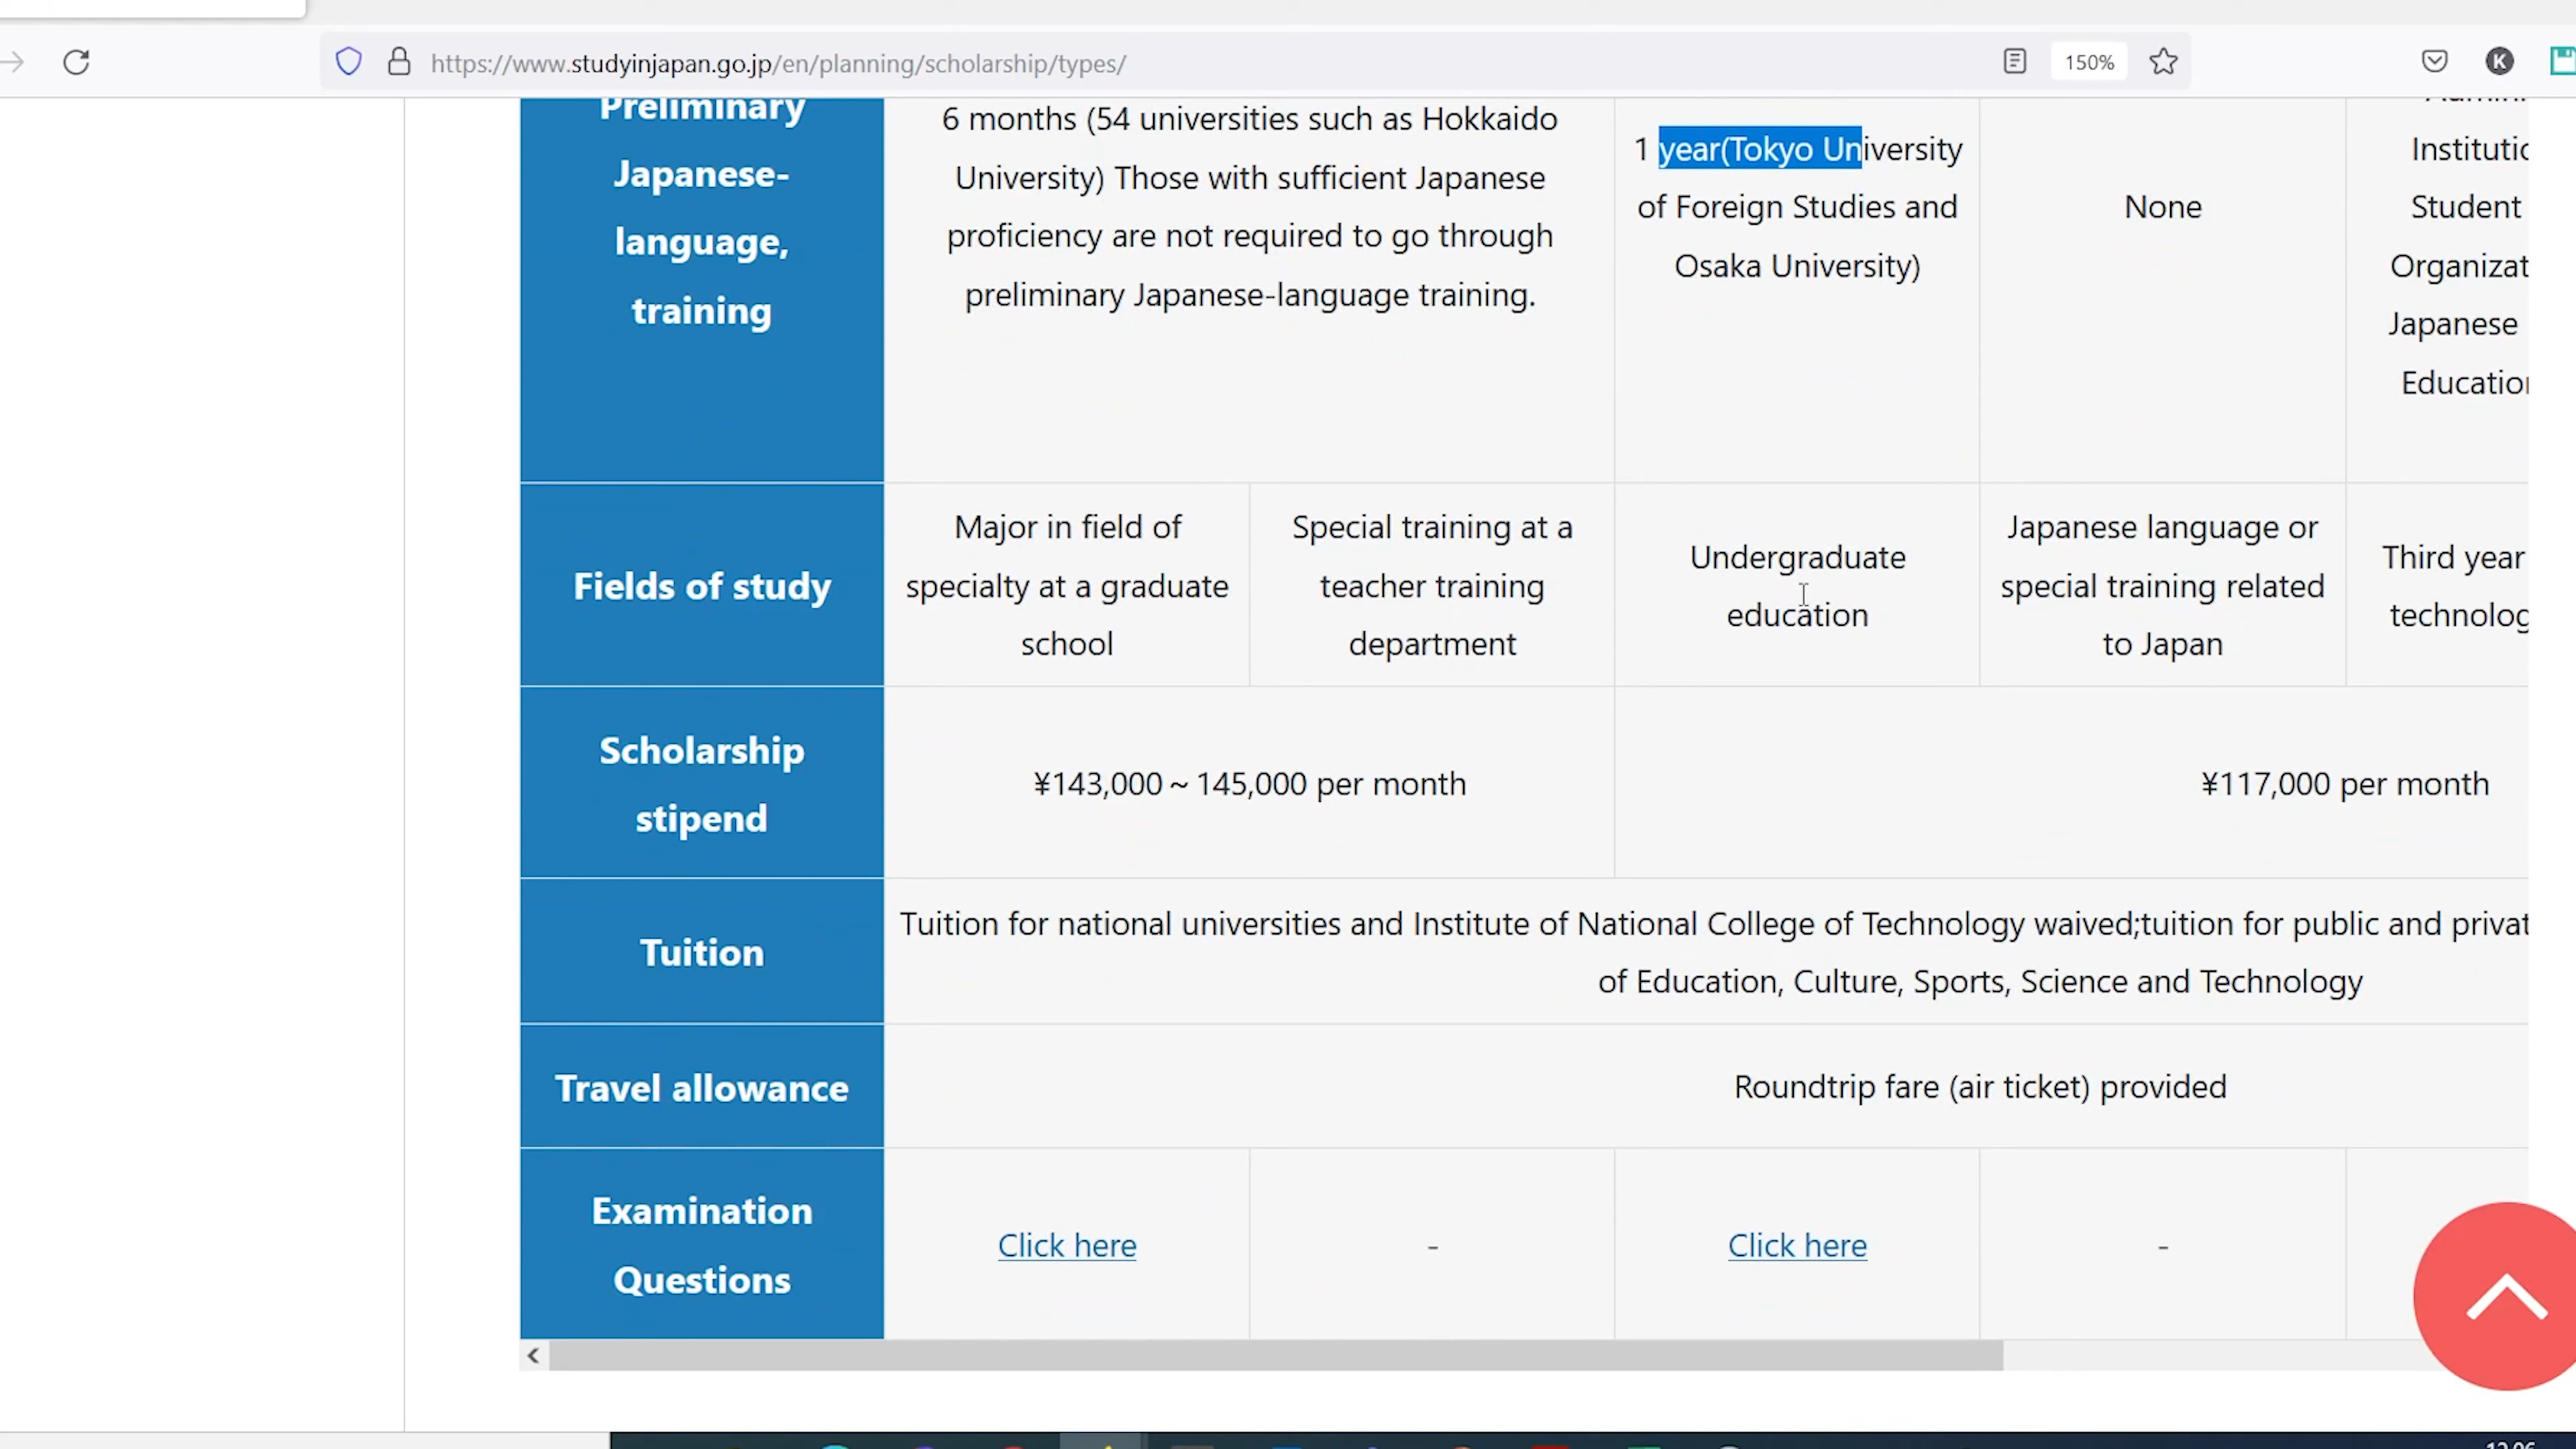 https://www.studyinjapan.go.jp/en/planning/scholarship/types/
150%
K
Preliminary
Japanese-
language,
training
6 months (54 universities such as Hokkaido
University) Those with sufficient Japanese
proficiency are not required to go through
preliminary Japanese-language training.
1 year(Tokyo University
of Foreign Studies and
Osaka University)
None
Student
Japanese
Fields of study
Major in field of
specialty at a graduate
school
Special training at a
teacher training
department
Undergraduate
education
Japanese language or
special training related
to Japan
Third year
Scholarship
stipend
¥143,000 ~ 145,000 per month
¥117,000 per month
Tuition
Tuition for national universities and Institute of National College of Technology waived;tuition for public and privat
of Education, Culture, Sports, Science and Technology
Travel allowance
Roundtrip fare (air ticket) provided
Examination
Questions
Click here
-
Click here
-